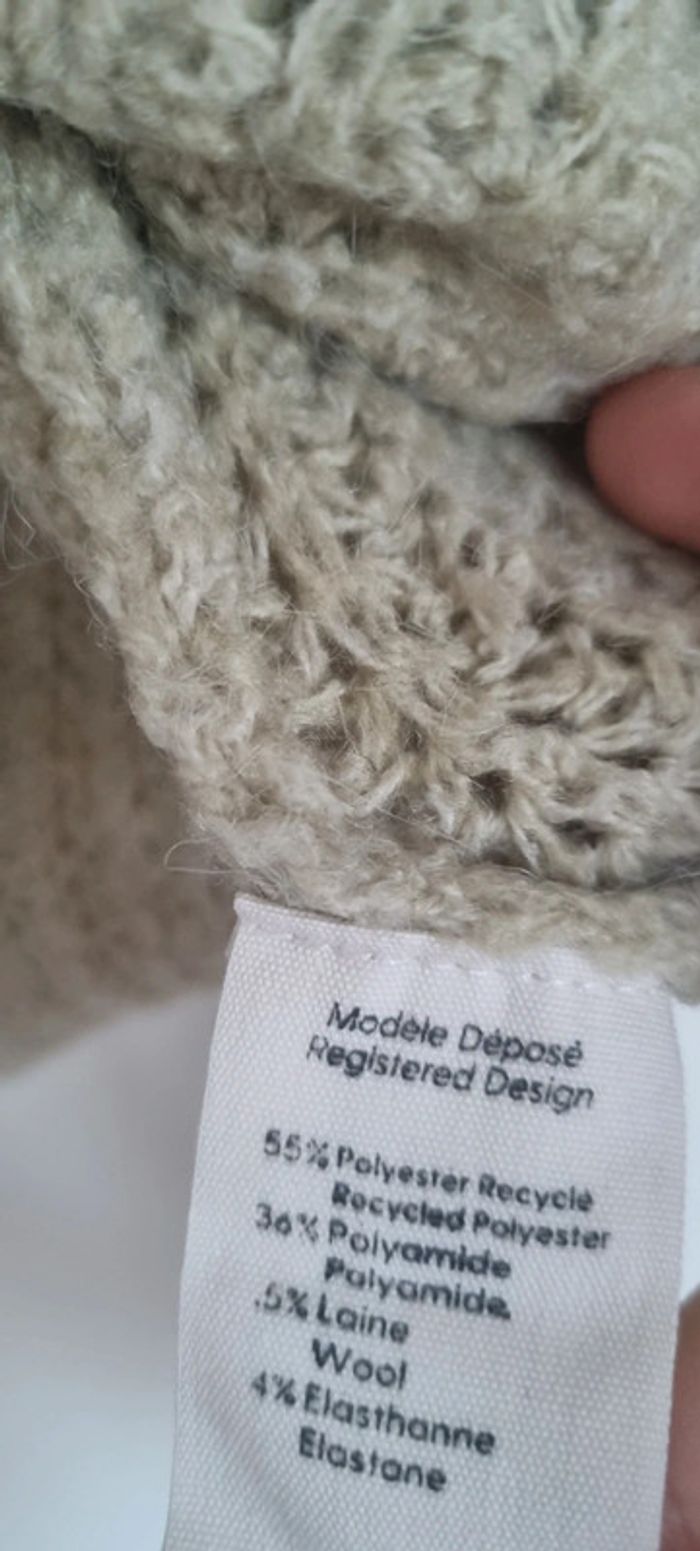 Modèle Déposé
Registered Design
55% Polyester Recyclé
Recycled Polyester
36% Polyamide
Polyamide
5% Laine
Wool
4% Elasthanne
Elastane